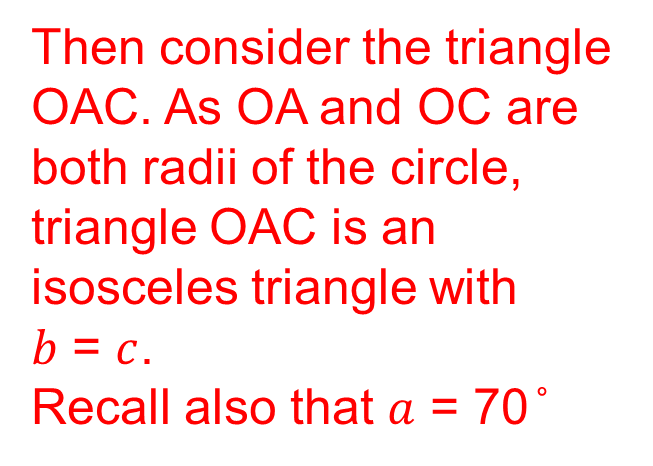 Then consider the triangle
OAC. As OA and OC are
both radii of the circle,
triangle OAC is an
isosceles triangle with
b = c.
Recall also that a = 70°